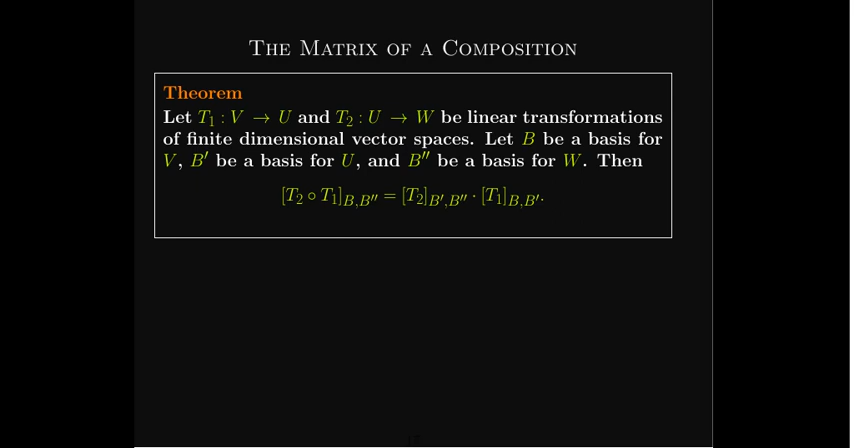 The Matrix of a Composition
Theorem
Let T₁ : V → U and T₂ : U → W be linear transformations
of finite dimensional vector spaces. Let B be a basis for
V, B′ be a basis for U, and B″ be a basis for W. Then
[T₂ ∘ T₁]_{B,B″} = [T₂]_{B′,B″} · [T₁]_{B,B′}.